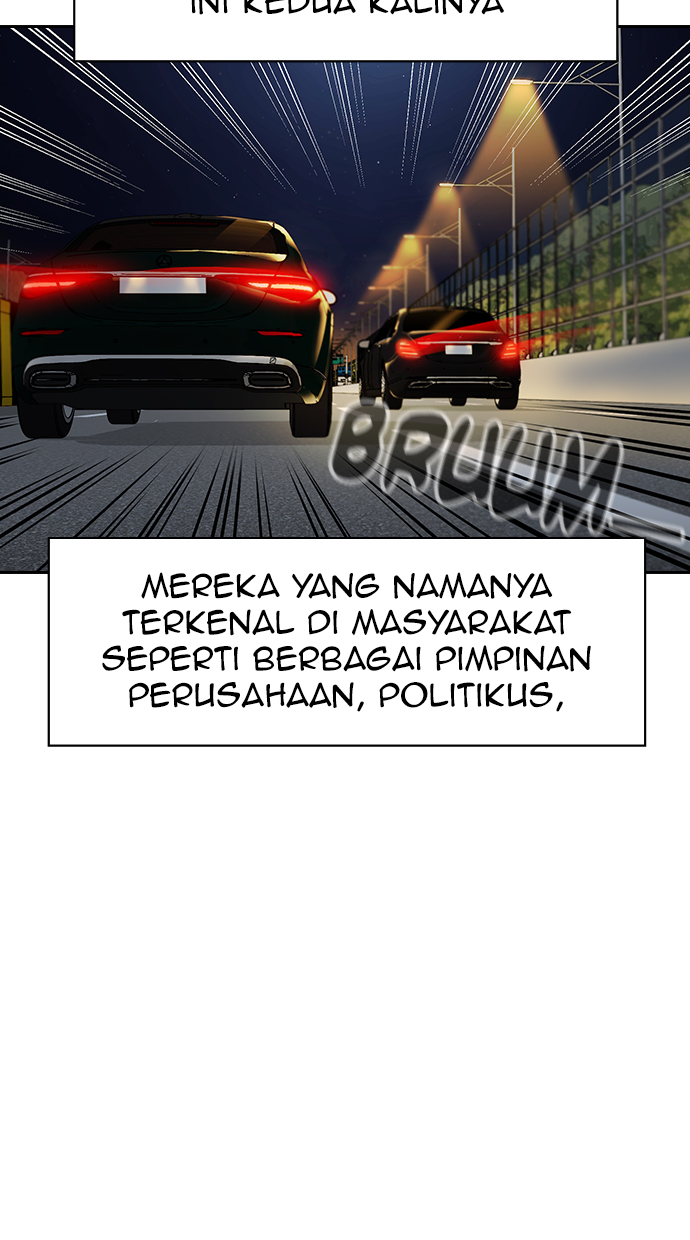 INI KEDUA KALINYA
BRUUM
MEREKA YANG NAMANYA
TERKENAL DI MASYARAKAT
SEPERTI BERBAGAI PIMPINAN
PERUSAHAAN, POLITIKUS,